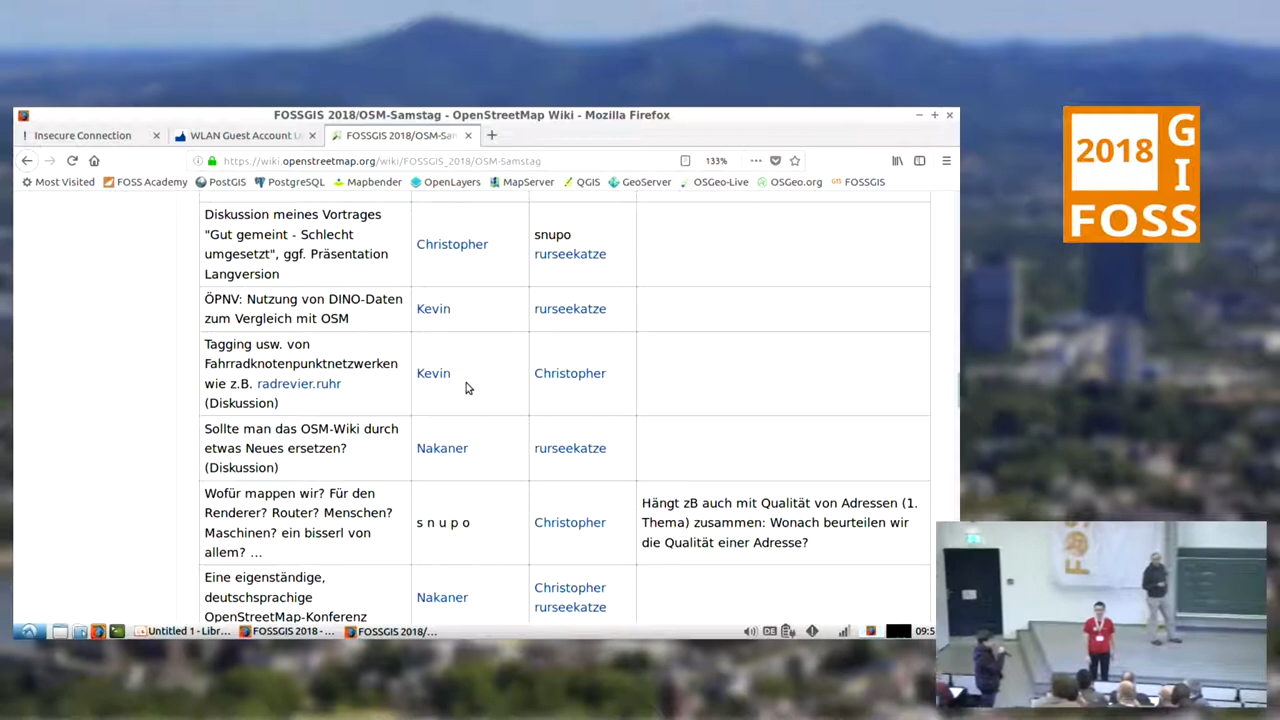 FOSSGIS 2018/OSM-Samstag - OpenStreetMap Wiki - Mozilla Firefox
Insecure Connection
WLAN Guest Account
FOSSGIS 2018/OSM-Sam
https://wiki.openstreetmap.org/wiki/FOSSGIS_2018/OSM-Samstag
133%
Most Visited FOSS Academy PostGIS PostgreSQL Mapbender OpenLayers MapServer QGIS GeoServer OSGeo-Live OSGeo.org FOSSGIS
Diskussion meines Vortrages
"Gut gemeint - Schlecht
umgesetzt", ggf. Präsentation
Langversion
Christopher
snupo
rurseekatze
ÖPNV: Nutzung von DINO-Daten
zum Vergleich mit OSM
Kevin
rurseekatze
Tagging usw. von
Fahrradknotenpunktnetzwerken
wie z.B. radrevier.ruhr
(Diskussion)
Kevin
Christopher
Sollte man das OSM-Wiki durch
etwas Neues ersetzen?
(Diskussion)
Nakaner
rurseekatze
Wofür mappen wir? Für den
Renderer? Router? Menschen?
Maschinen? ein bisserl von
allem? ...
s n u p o
Christopher
Hängt zB auch mit Qualität von Adressen (1.
Thema) zusammen: Wonach beurteilen wir
die Qualität einer Adresse?
Eine eigenständige,
deutschsprachige
OpenStreetMap-Konferenz
Nakaner
Christopher
rurseekatze
Untitled 1 - Libr...
FOSSGIS 2018 - ...
FOSSGIS 2018/...
DE
09:5
2018
GI
FOSS